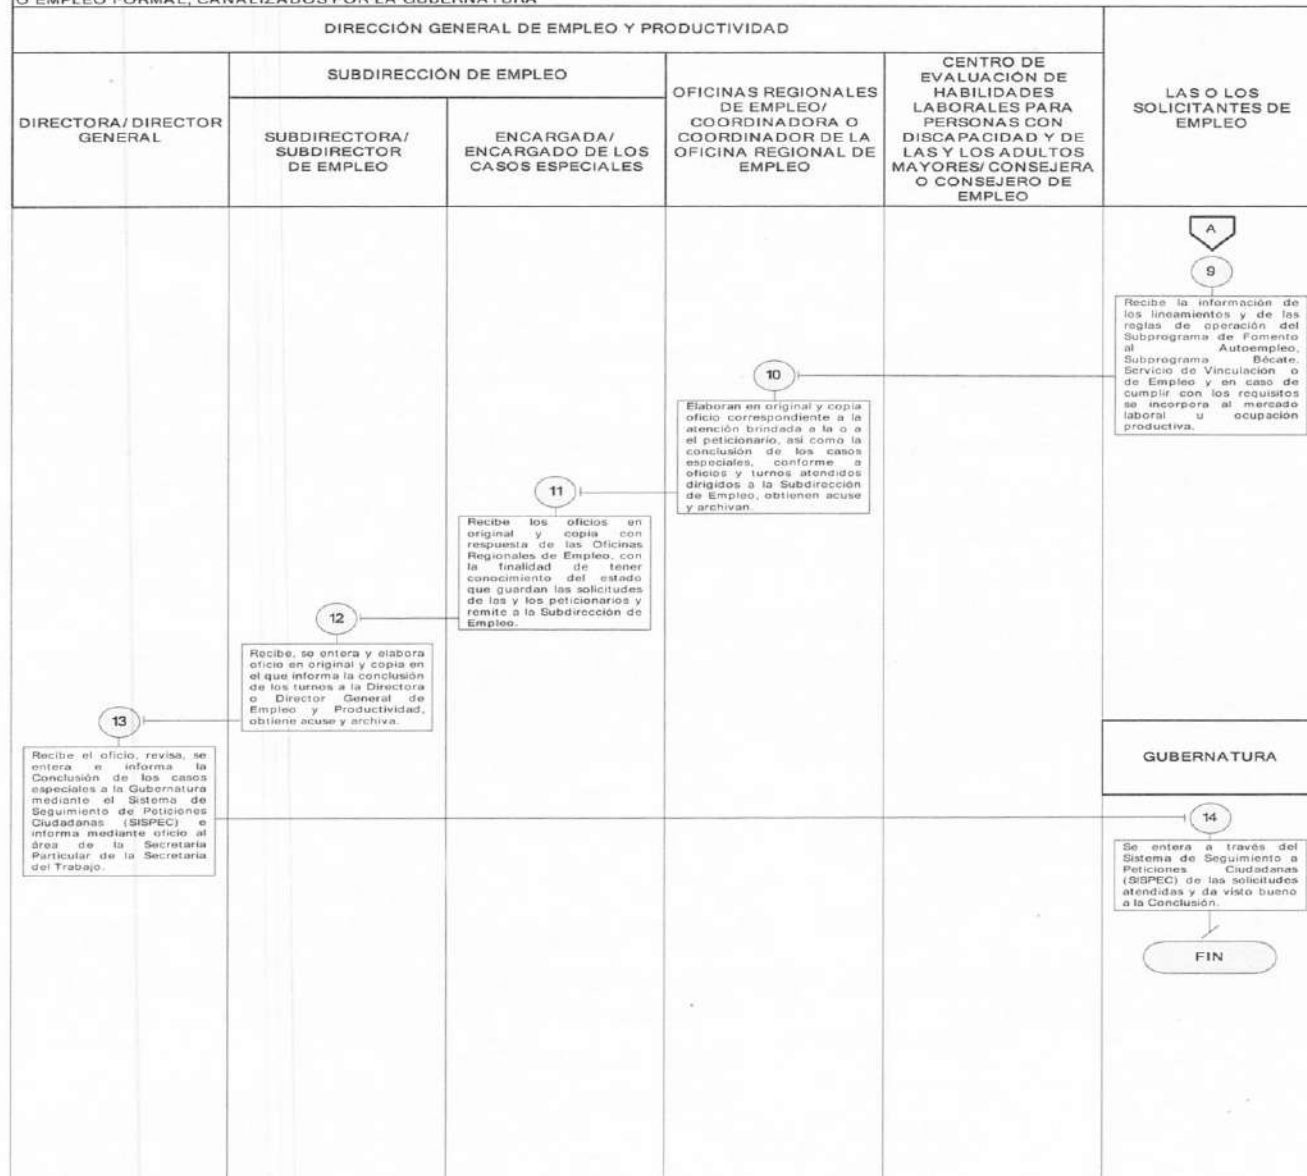 O EMPLEO FORMAL, CANALIZADOS POR LA GUBERNATURA
DIRECCIÓN GENERAL DE EMPLEO Y PRODUCTIVIDAD
DIRECTORA/ DIRECTOR
GENERAL
SUBDIRECCIÓN DE EMPLEO
SUBDIRECTORA/
SUBDIRECTOR
DE EMPLEO
ENCARGADA/
ENCARGADO DE LOS
CASOS ESPECIALES
OFICINAS REGIONALES
DE EMPLEO/
COORDINADORA O
COORDINADOR DE LA
OFICINA REGIONAL DE
EMPLEO
CENTRO DE
EVALUACIÓN DE
HABILIDADES
LABORALES PARA
PERSONAS CON
DISCAPACIDAD Y DE
LAS Y LOS ADULTOS
MAYORES/ CONSEJERA
O CONSEJERO DE
EMPLEO
LAS O LOS
SOLICITANTES DE
EMPLEO
A
9
Recibe la información de
los lineamientos y de las
reglas de operación del
Subprograma de Fomento
al Autoempleo,
Subprograma Bécate,
Servicio de Vinculación o
de Empleo y en caso de
cumplir con los requisitos
se incorpora al mercado
laboral u ocupación
productiva.
10
Elaboran en original y copia
oficio correspondiente a la
atención brindada a la o a
el peticionario, así como la
conclusión de los casos
especiales, conforme a
oficios y turnos atendidos
dirigidos a la Subdirección
de Empleo, obtienen acuse
y archivan.
11
Recibe los oficios en
original y copia con
respuesta de las Oficinas
Regionales de Empleo, con
la finalidad de tener
conocimiento del estado
que guardan las solicitudes
de las y los peticionarios y
remite a la Subdirección de
Empleo.
12
Recibe, se entera y elabora
oficio en original y copia en
el que informa la conclusión
de los turnos a la Directora
o Director General de
Empleo y Productividad,
obtiene acuse y archiva.
13
Recibe el oficio, revisa, se
entera e informa la
Conclusión de los casos
especiales a la Gubernatura
mediante el Sistema de
Seguimiento de Peticiones
Ciudadanas (SISPEC) e
informa mediante oficio al
área de la Secretaría
Particular de la Secretaría
del Trabajo.
GUBERNATURA
14
Se entera a través del
Sistema de Seguimiento a
Peticiones Ciudadanas
(SISPEC) de las solicitudes
atendidas y da visto bueno
a la Conclusión.
FIN